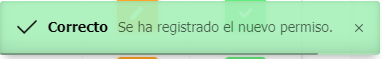 Correcto Se ha registrado el nuevo permiso. ×